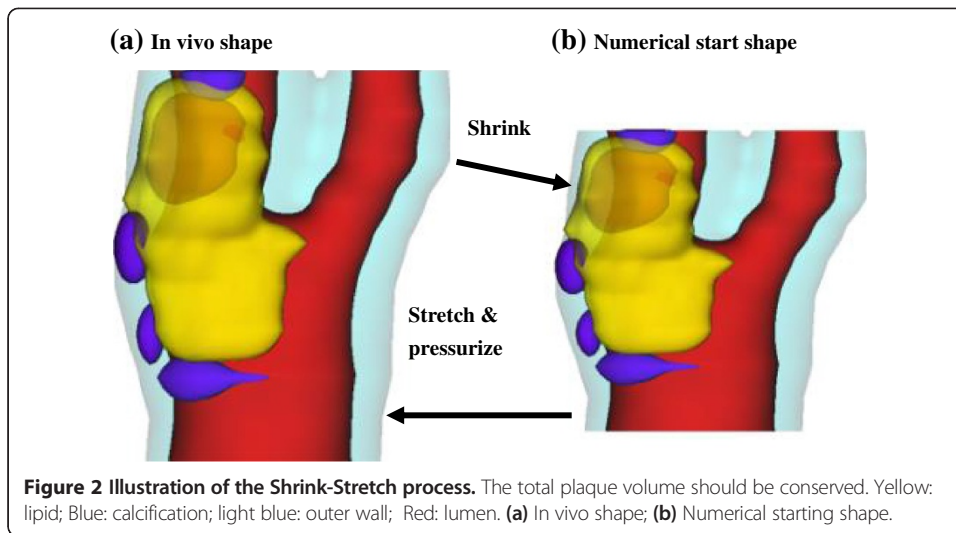 (a) In vivo shape
(b) Numerical start shape
Shrink
Stretch &
pressurize
Figure 2 Illustration of the Shrink-Stretch process. The total plaque volume should be conserved. Yellow:
lipid; Blue: calcification; light blue: outer wall; Red: lumen. (a) In vivo shape; (b) Numerical starting shape.